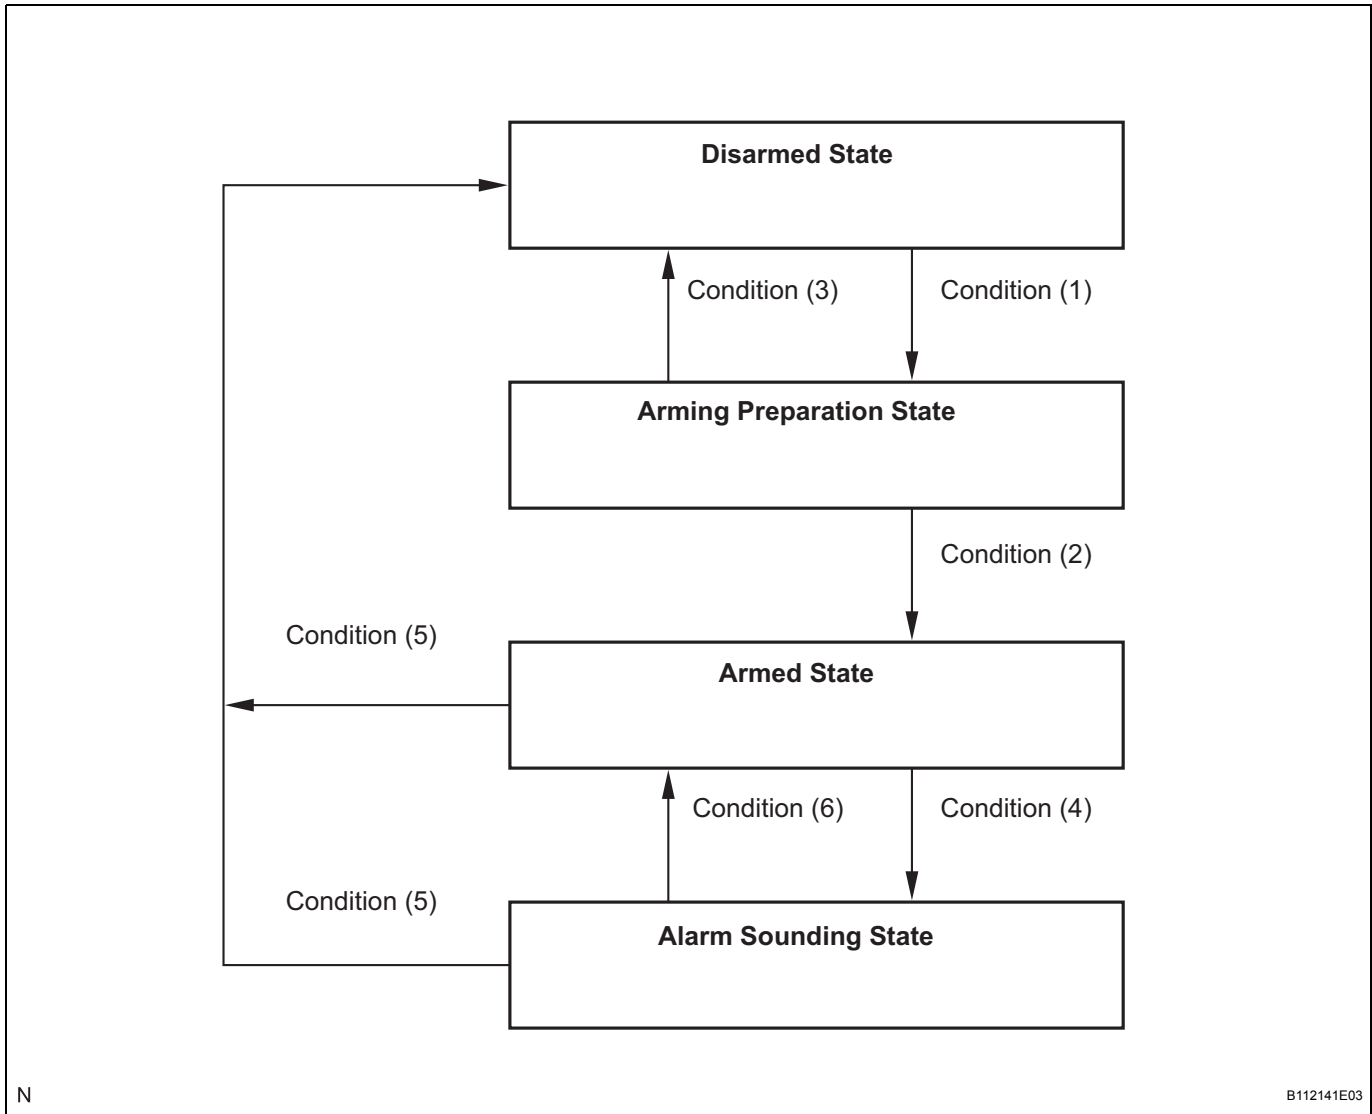 Disarmed State
Condition (3)
Condition (1)
Arming Preparation State
Condition (2)
Condition (5)
Armed State
Condition (6)
Condition (4)
Condition (5)
Alarm Sounding State
N
B112141E03